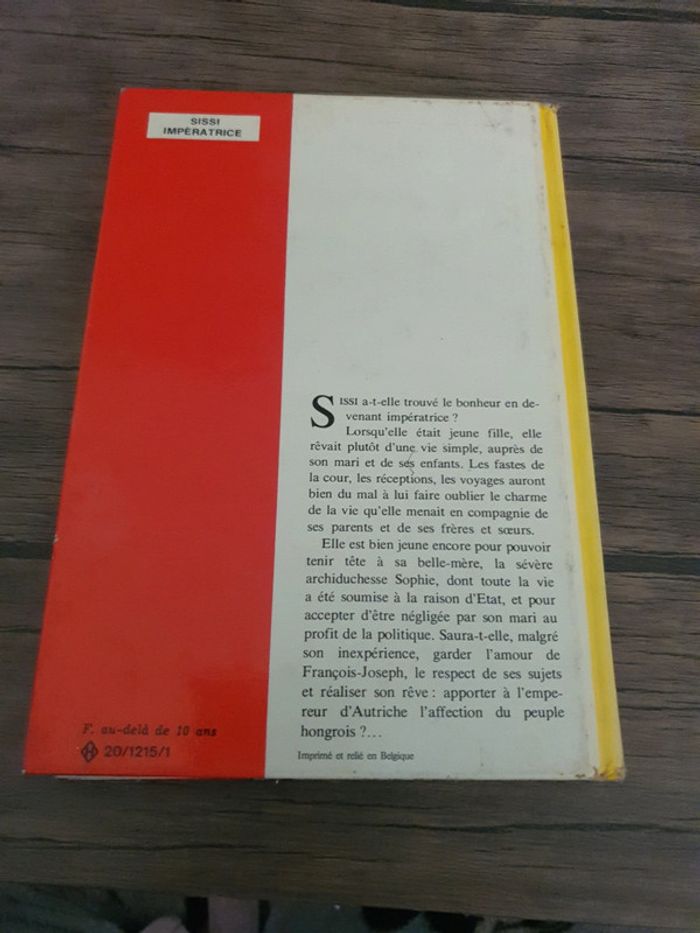 SISSI
IMPÉRATRICE
SISSI a-t-elle trouvé le bonheur en de-
venant impératrice ?
Lorsqu'elle était jeune fille, elle
rêvait plutôt d'une vie simple, auprès de
son mari et de ses enfants. Les fastes de
la cour, les réceptions, les voyages auront
bien du mal à lui faire oublier le charme
de la vie qu'elle menait en compagnie de
ses parents et de ses frères et sœurs.
Elle est bien jeune encore pour pouvoir
tenir tête à sa belle-mère, la sévère
archiduchesse Sophie, dont toute la vie
a été soumise à la raison d'Etat, et pour
accepter d'être négligée par son mari au
profit de la politique. Saura-t-elle, malgré
son inexpérience, garder l'amour de
François-Joseph, le respect de ses sujets
et réaliser son rêve : apporter à l'empe-
reur d'Autriche l'affection du peuple
hongrois ?...
Imprimé et relié en Belgique
F. au-delà de 10 ans
H 20/1215/1